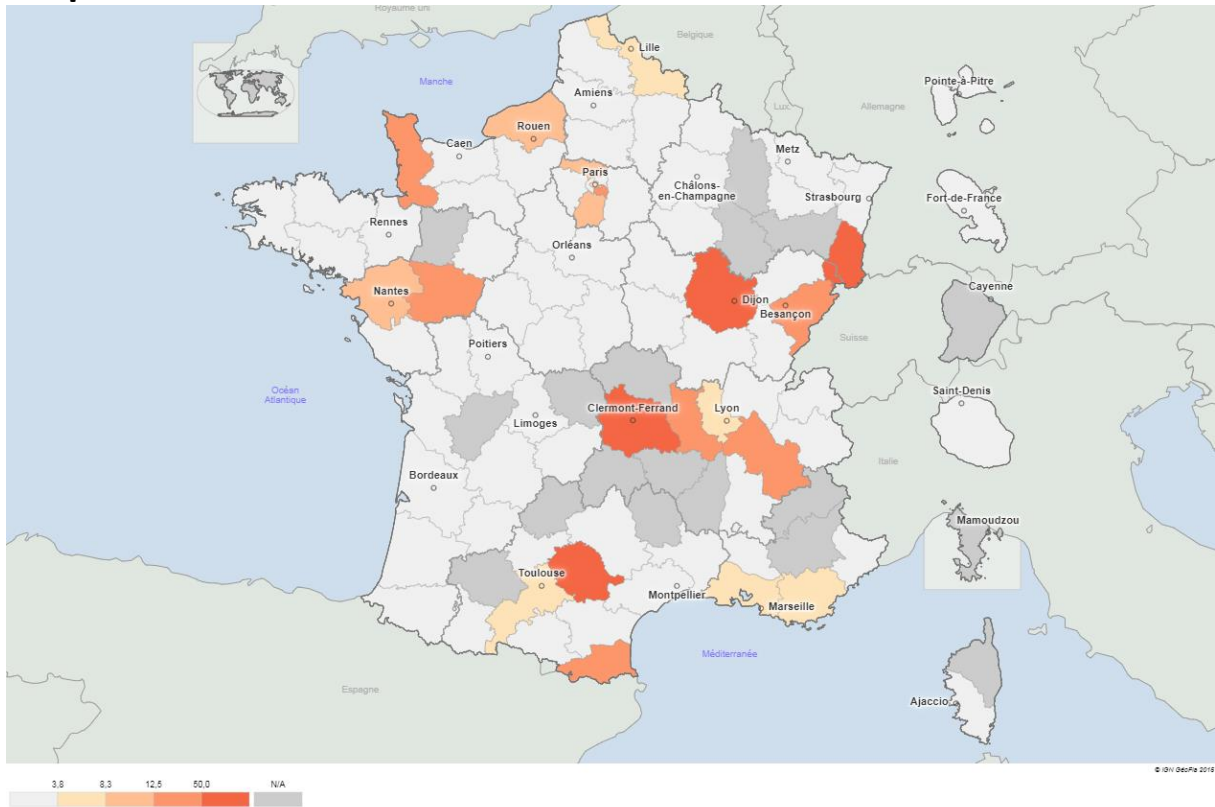 Royaume Uni
Belgique
Lille
Manche
Amiens
Lux.
Allemagne
Pointe-à-Pitre
Rouen
Caen
Metz
Paris
Châlons-
en-Champagne
Strasbourg
Fort-de-France
Rennes
Orléans
Cayenne
Nantes
Dijon
Besançon
Suisse
Poitiers
Océan
Atlantique
Saint-Denis
Clermont-Ferrand
Lyon
Limoges
Italie
Bordeaux
Mamoudzou
Toulouse
Montpellier
Marseille
Méditerranée
Espagne
Ajaccio
© IGN GéoFla 2015
3,8 8,3 12,5 50,0 N/A